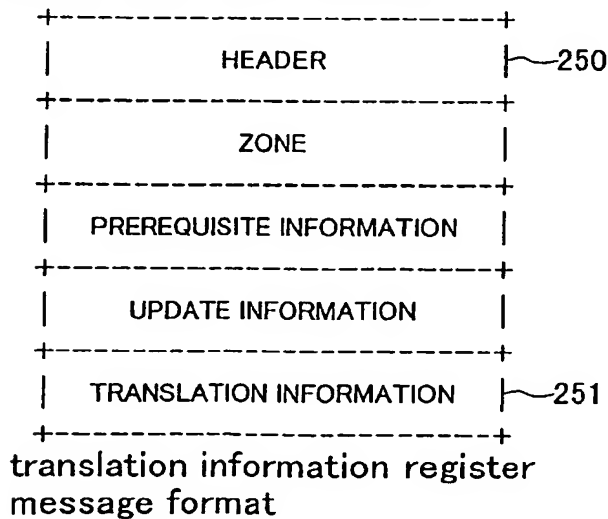 HEADER 250
ZONE
PREREQUISITE INFORMATION
UPDATE INFORMATION
TRANSLATION INFORMATION 251
translation information register
message format